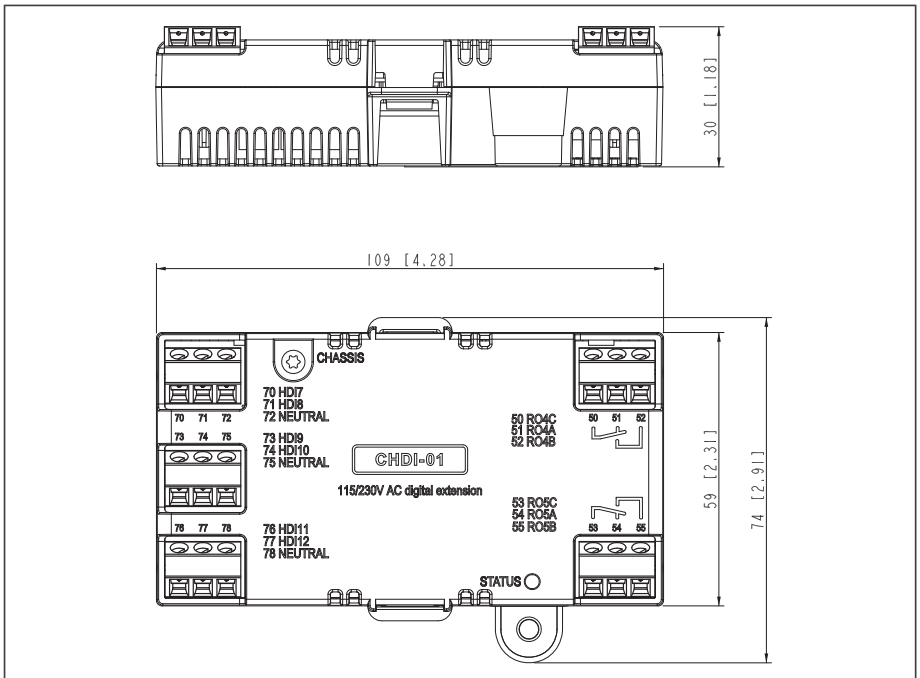 30 [1.18]
109 [4.28]
CHASSIS
70 HDI7
71 HDI8
72 NEUTRAL
70 71 72
73 74 75
73 HDI9
74 HDI10
75 NEUTRAL
50 RO4C
51 RO4A
52 RO4B
50 51 52
CHDI-01
115/230V AC digital extension
59 [2.31]
74 [2.91]
53 RO5C
54 RO5A
55 RO5B
53 54 55
76 77 78
76 HDI11
77 HDI12
78 NEUTRAL
STATUS